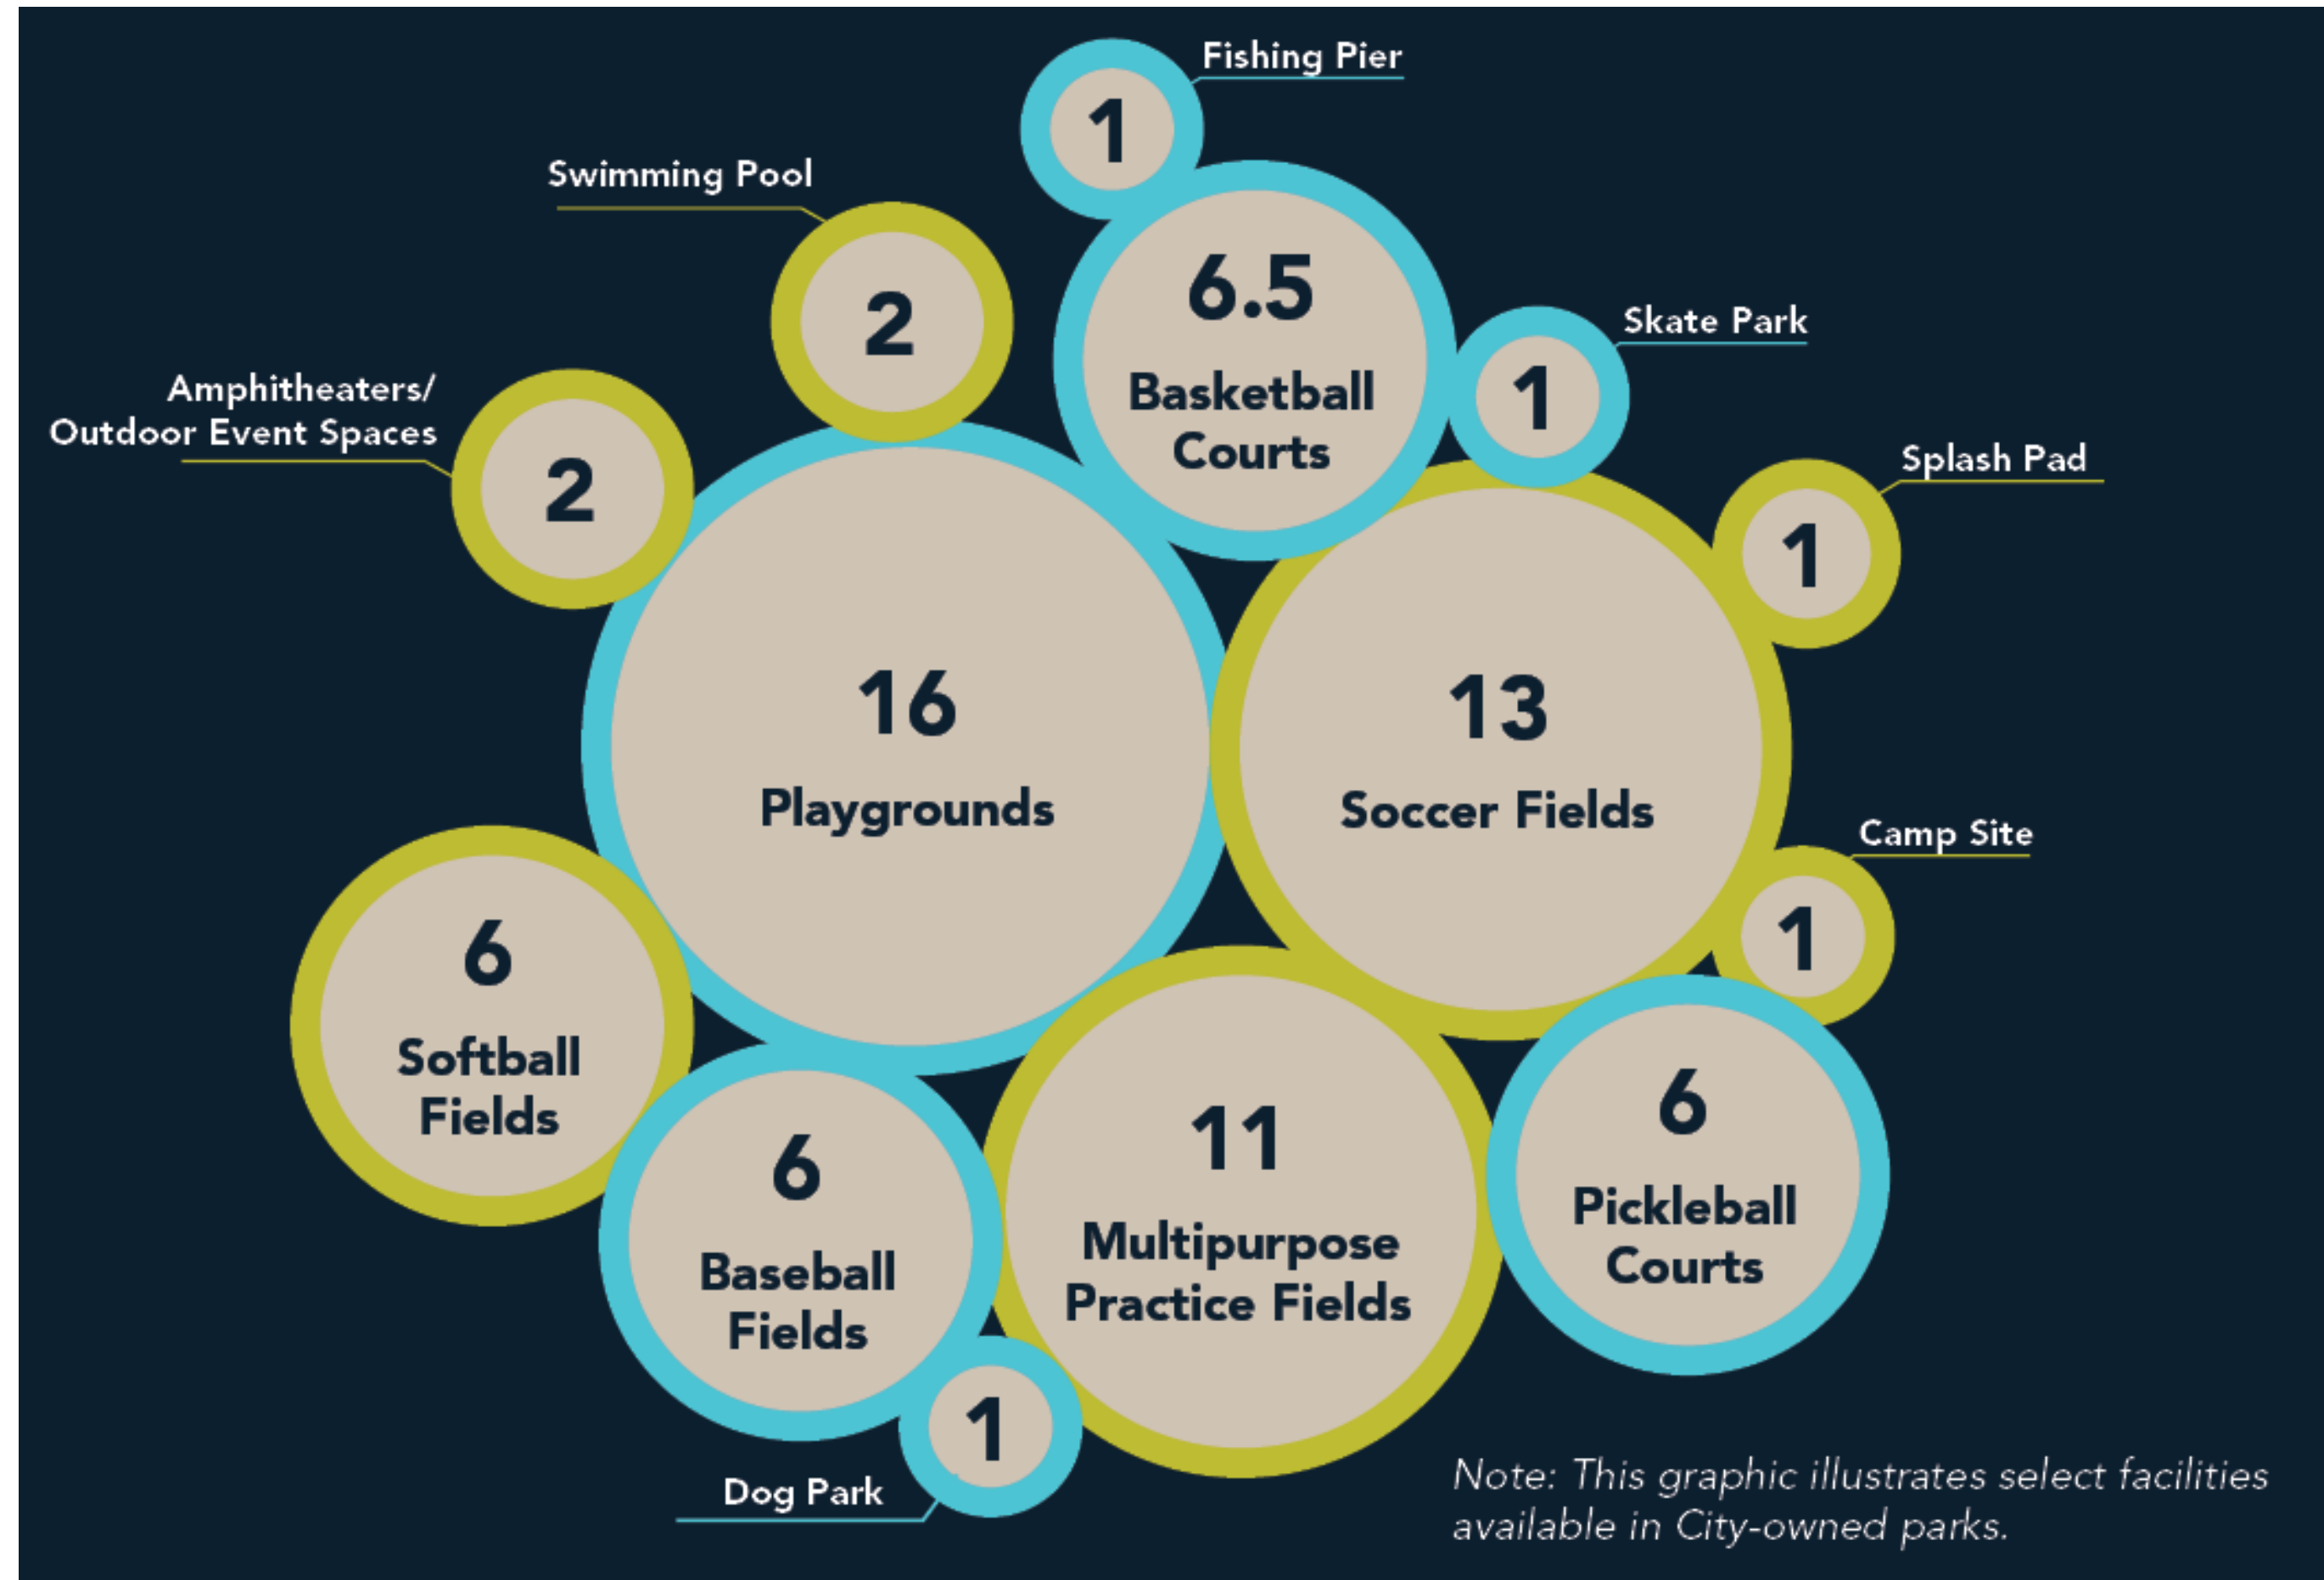 Fishing Pier
1
Swimming Pool
2
6.5
Basketball
Courts
Skate Park
1
Amphitheaters/
Outdoor Event Spaces
2
Splash Pad
1
16
Playgrounds
13
Soccer Fields
Camp Site
1
6
Softball
Fields
6
Baseball
Fields
11
Multipurpose
Practice Fields
6
Pickleball
Courts
1
Dog Park
Note: This graphic illustrates select facilities
available in City-owned parks.